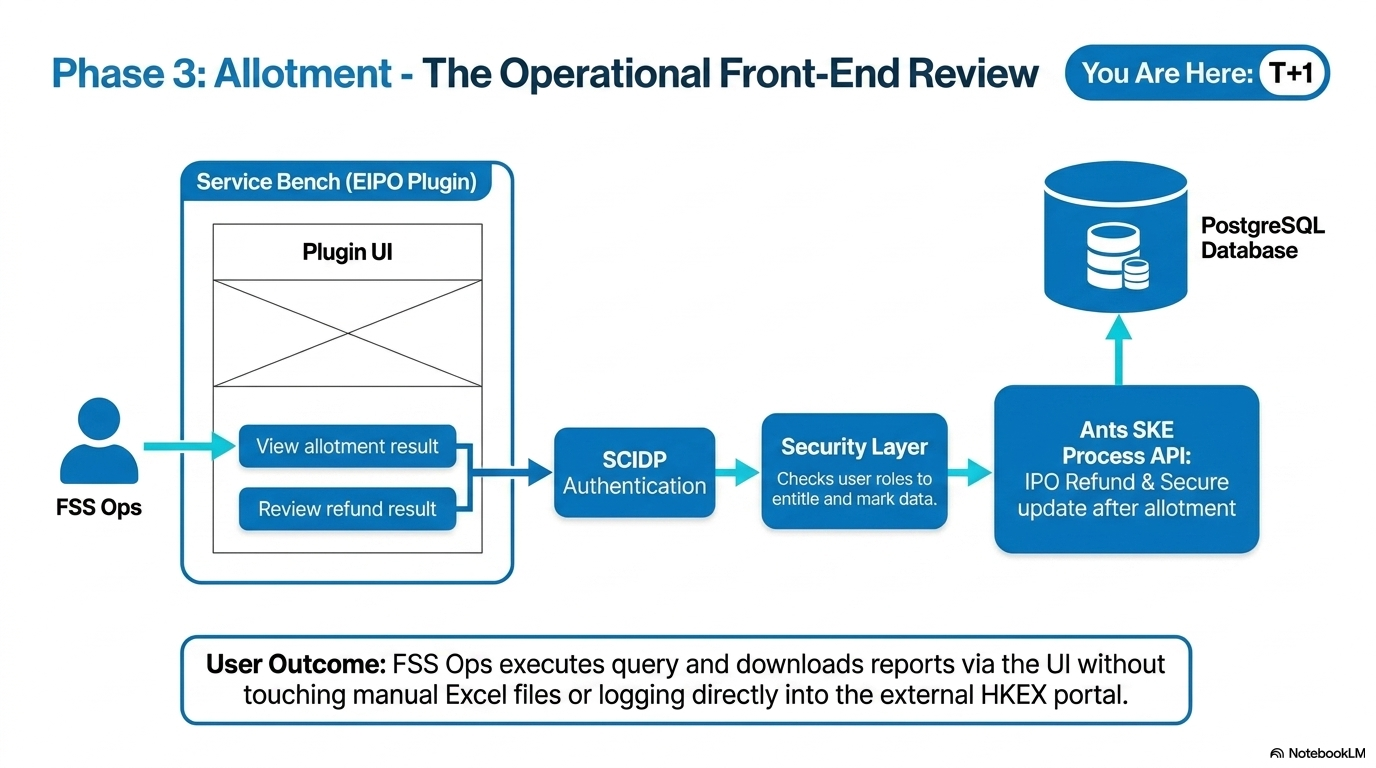 Phase 3: Allotment - The Operational Front-End Review
You Are Here: T+1
Service Bench (EIPO Plugin)
Plugin UI
View allotment result
Review refund result
FSS Ops
SCIDP
Authentication
Security Layer
Checks user roles to
entitle and mark data.
Ants SKE
Process API:
IPO Refund & Secure
update after allotment
PostgreSQL
Database
User Outcome: FSS Ops executes query and downloads reports via the UI without
touching manual Excel files or logging directly into the external HKEX portal.
NotebookLM